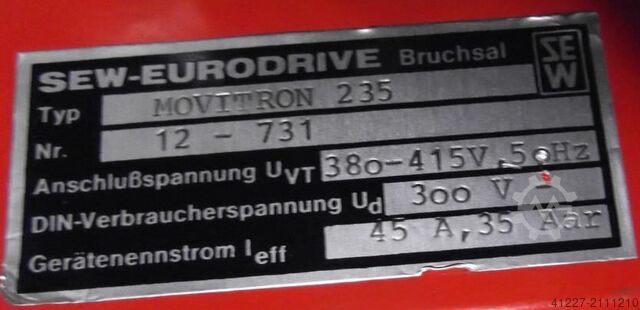 SEW-EURODRIVE Bruchsal SEW
Typ MOVITRON 235
Nr. 12 - 731
Anschlußspannung UVT 380-415V,50Hz
DIN-Verbraucherspannung Ud 300 V -
Gerätenennstrom Ieff 45 A,35 Aar
41227-2111210